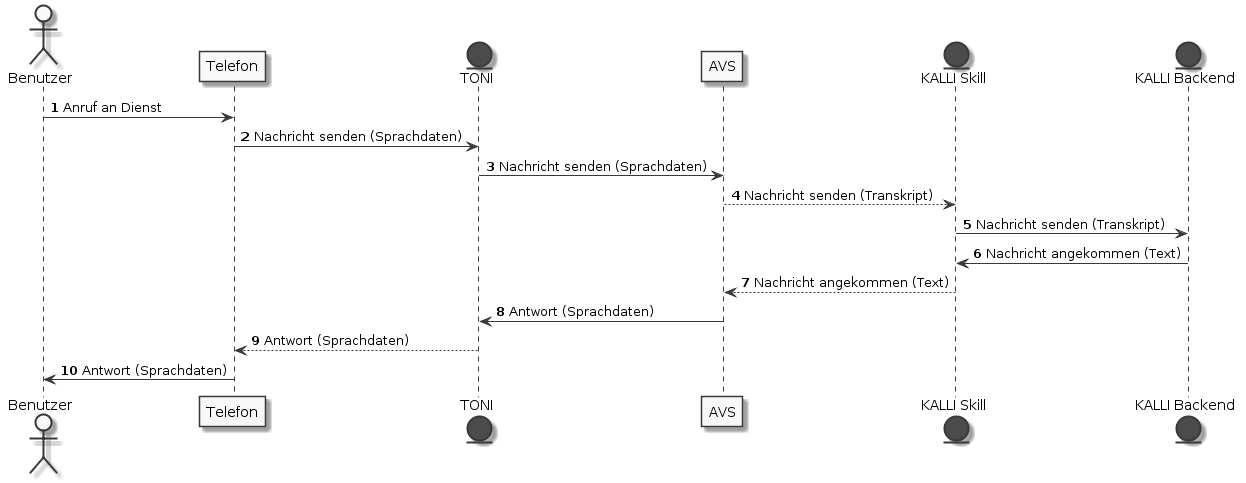 Benutzer
Telefon
TONI
AVS
KALLI Skill
KALLI Backend
1 Anruf an Dienst
2 Nachricht senden (Sprachdaten)
3 Nachricht senden (Sprachdaten)
4 Nachricht senden (Transkript)
5 Nachricht senden (Transkript)
6 Nachricht angekommen (Text)
7 Nachricht angekommen (Text)
8 Antwort (Sprachdaten)
9 Antwort (Sprachdaten)
10 Antwort (Sprachdaten)
Benutzer
Telefon
TONI
AVS
KALLI Skill
KALLI Backend